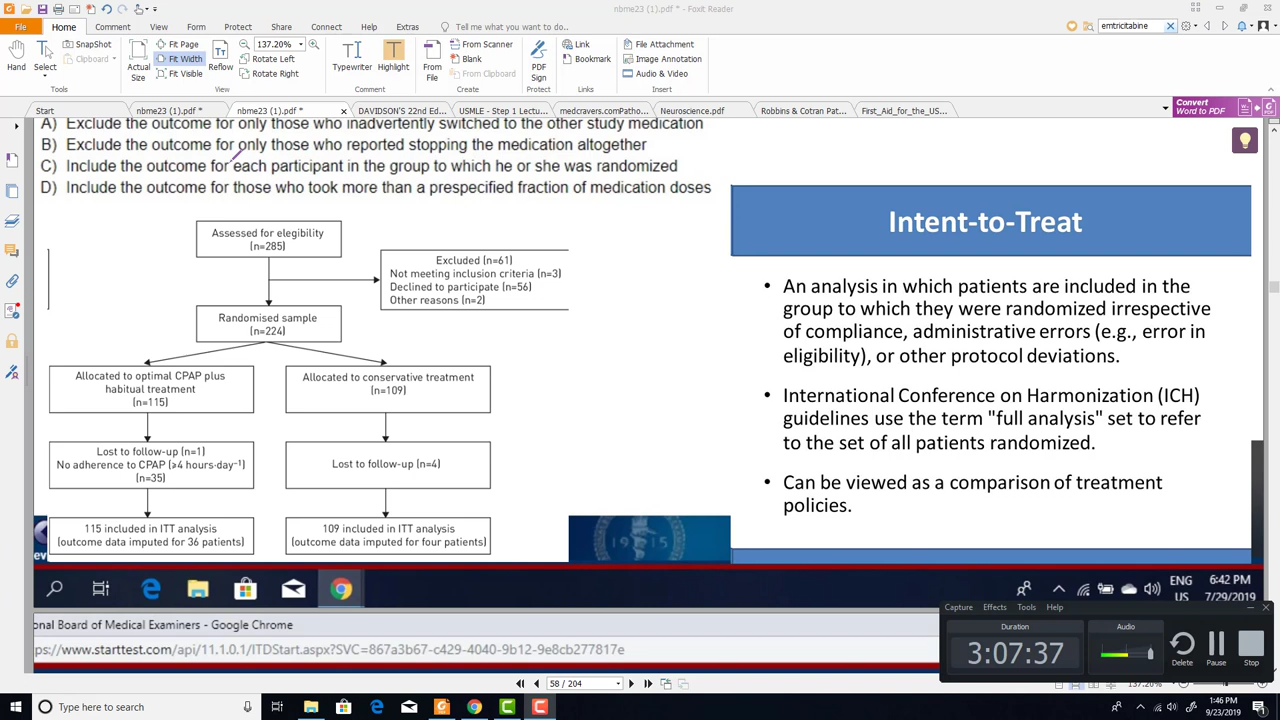 nbme23 (1).pdf * - Foxit Reader
File
Home
Comment
View
Form
Protect
Share
Connect
Help
Extras
Tell me what you want to do...
emtricitabine
Hand
Select
SnapShot
Clipboard
Tools
Actual Size
Fit Page
Fit Width
Fit Visible
Reflow
137.20%
Rotate Left
Rotate Right
View
Typewriter
Highlight
Comment
From File
From Scanner
Blank
From Clipboard
Create
PDF Sign
Protect
Link
Bookmark
Links
File Attachment
Image Annotation
Audio & Video
Insert
Start
nbme23 (1).pdf *
nbme23 (1).pdf *
DAVIDSON'S 22nd Ed...
USMLE - Step 1 Lectu...
medcravers.comPatho...
Neuroscience.pdf
Robbins & Cotran Pat...
First_Aid_for_the_US...
Convert
Word to PDF
A) Exclude the outcome for only those who inadvertently switched to the other study medication
B) Exclude the outcome for only those who reported stopping the medication altogether
C) Include the outcome for each participant in the group to which he or she was randomized
D) Include the outcome for those who took more than a prespecified fraction of medication doses
Assessed for elegibility
(n=285)
Excluded (n=61)
Not meeting inclusion criteria (n=3)
Declined to participate (n=56)
Other reasons (n=2)
Randomised sample
(n=224)
Allocated to optimal CPAP plus
habitual treatment
(n=115)
Allocated to conservative treatment
(n=109)
Lost to follow-up (n=1)
No adherence to CPAP (≥4 hours·day⁻¹)
(n=35)
Lost to follow-up (n=4)
115 included in ITT analysis
(outcome data imputed for 36 patients)
109 included in ITT analysis
(outcome data imputed for four patients)
Intent-to-Treat
• An analysis in which patients are included in the
group to which they were randomized irrespective
of compliance, administrative errors (e.g., error in
eligibility), or other protocol deviations.
• International Conference on Harmonization (ICH)
guidelines use the term "full analysis" set to refer
to the set of all patients randomized.
• Can be viewed as a comparison of treatment
policies.
ENG
US
6:42 PM
7/29/2019
onal Board of Medical Examiners - Google Chrome
ps://www.starttest.com/api/11.1.0.1/ITDStart.aspx?SVC=867a3b67-c429-4040-9b12-9e8cb277817e
Capture
Effects
Tools
Help
Duration
3:07:37
Audio
Delete
Pause
Stop
58 / 204
137.20%
Type here to search
1:46 PM
9/23/2019